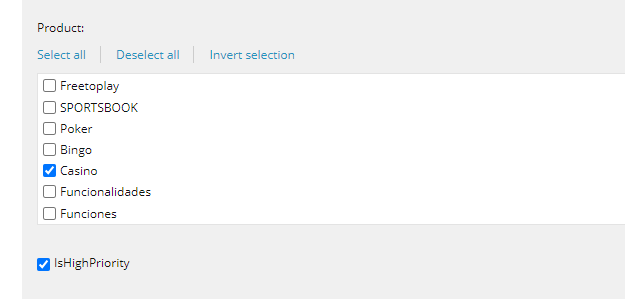 Product:
Select all Deselect all Invert selection
Freetoplay
SPORTSBOOK
Poker
Bingo
Casino
Funcionalidades
Funciones
IsHighPriority